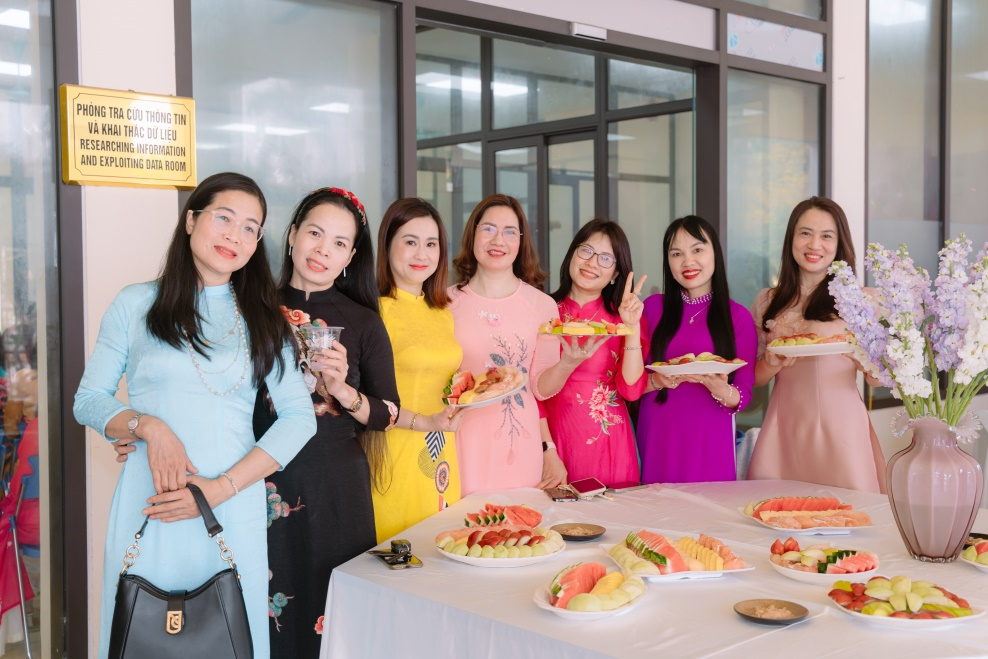 PHÒNG TRA CỨU THÔNG TIN
VÀ KHAI THÁC DỮ LIỆU
RESEARCHING INFORMATION
AND EXPLOITING DATA ROOM